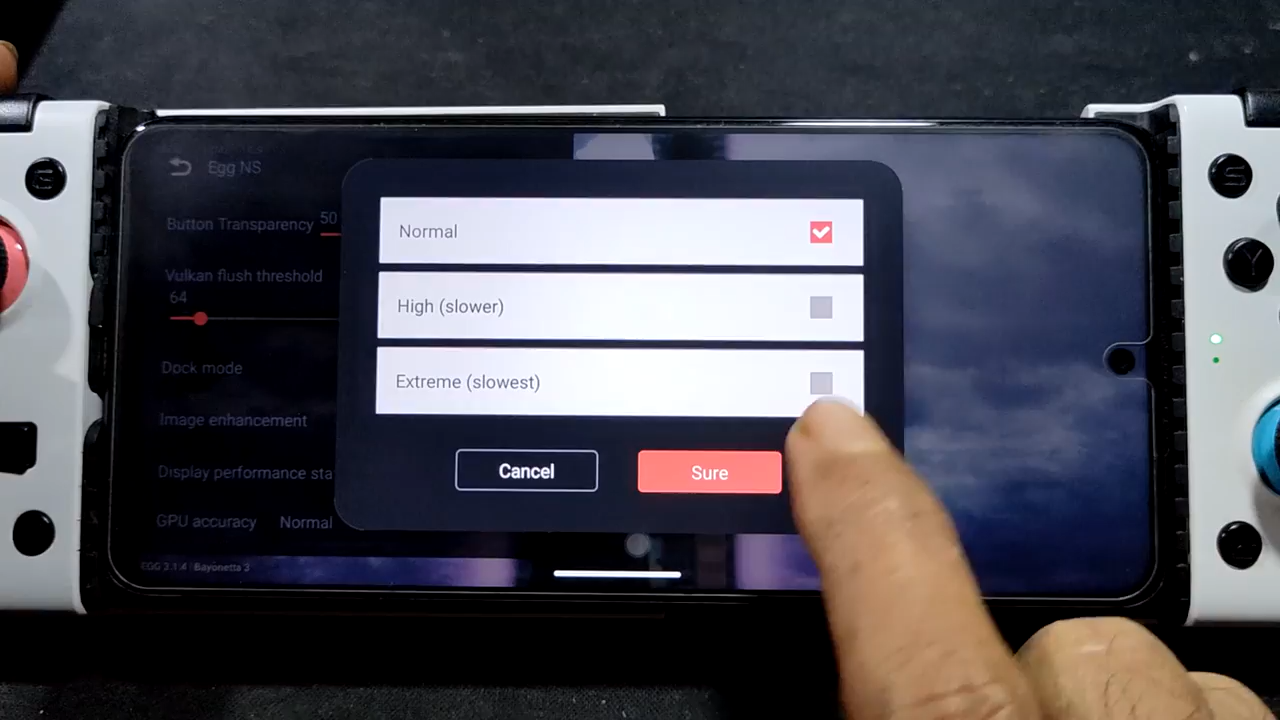 Egg NS
Button Transparency 50
Vulkan flush threshold
64
Dock mode
Image enhancement
Display performance sta
GPU accuracy Normal
EGG 3.1.4 | Bayonetta 3
Normal
High (slower)
Extreme (slowest)
Cancel
Sure
S
Y